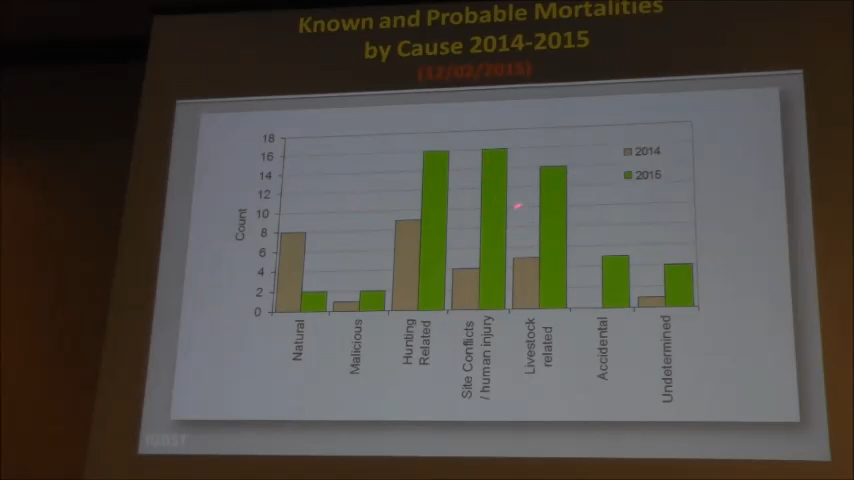 Known and Probable Mortalities
by Cause 2014-2015
(12/02/2015)
18
16
14
12
10
8
6
4
2
0
Count
2014
2015
Natural
Malicious
Hunting
Related
Site Conflicts
/ human injury
Livestock
related
Accidental
Undetermined
IGBST